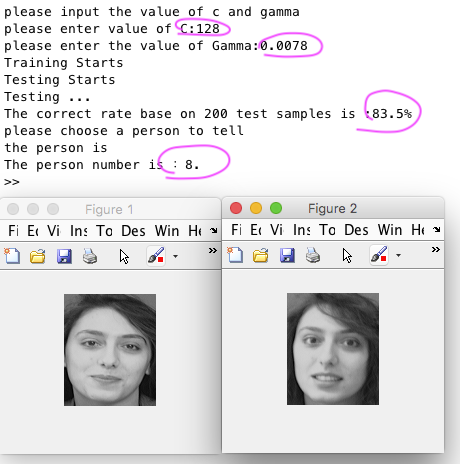 please input the value of c and gamma
please enter value of C:128
please enter the value of Gamma:0.0078
Training Starts
Testing Starts
Testing ...
The correct rate base on 200 test samples is :83.5%
please choose a person to tell
the person is
The person number is : 8.
>>
Figure 1
Figure 2
Fi Ec Vi Ins To Des Win He
Fi Ec Vi Ins To Des Win He